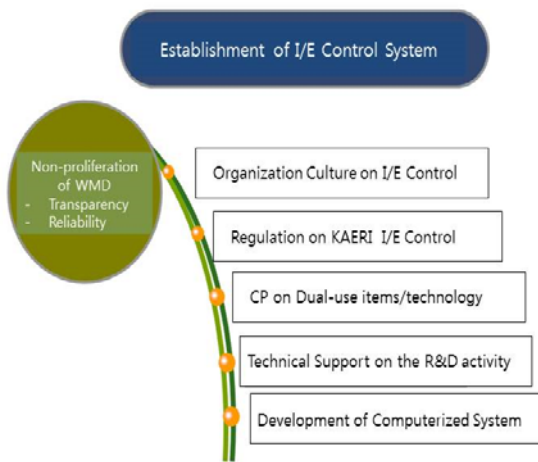 Establishment of I/E Control System
Non-proliferation
of WMD
- Transparency
- Reliability
Organization Culture on I/E Control
Regulation on KAERI I/E Control
CP on Dual-use items/technology
Technical Support on the R&D activity
Development of Computerized System